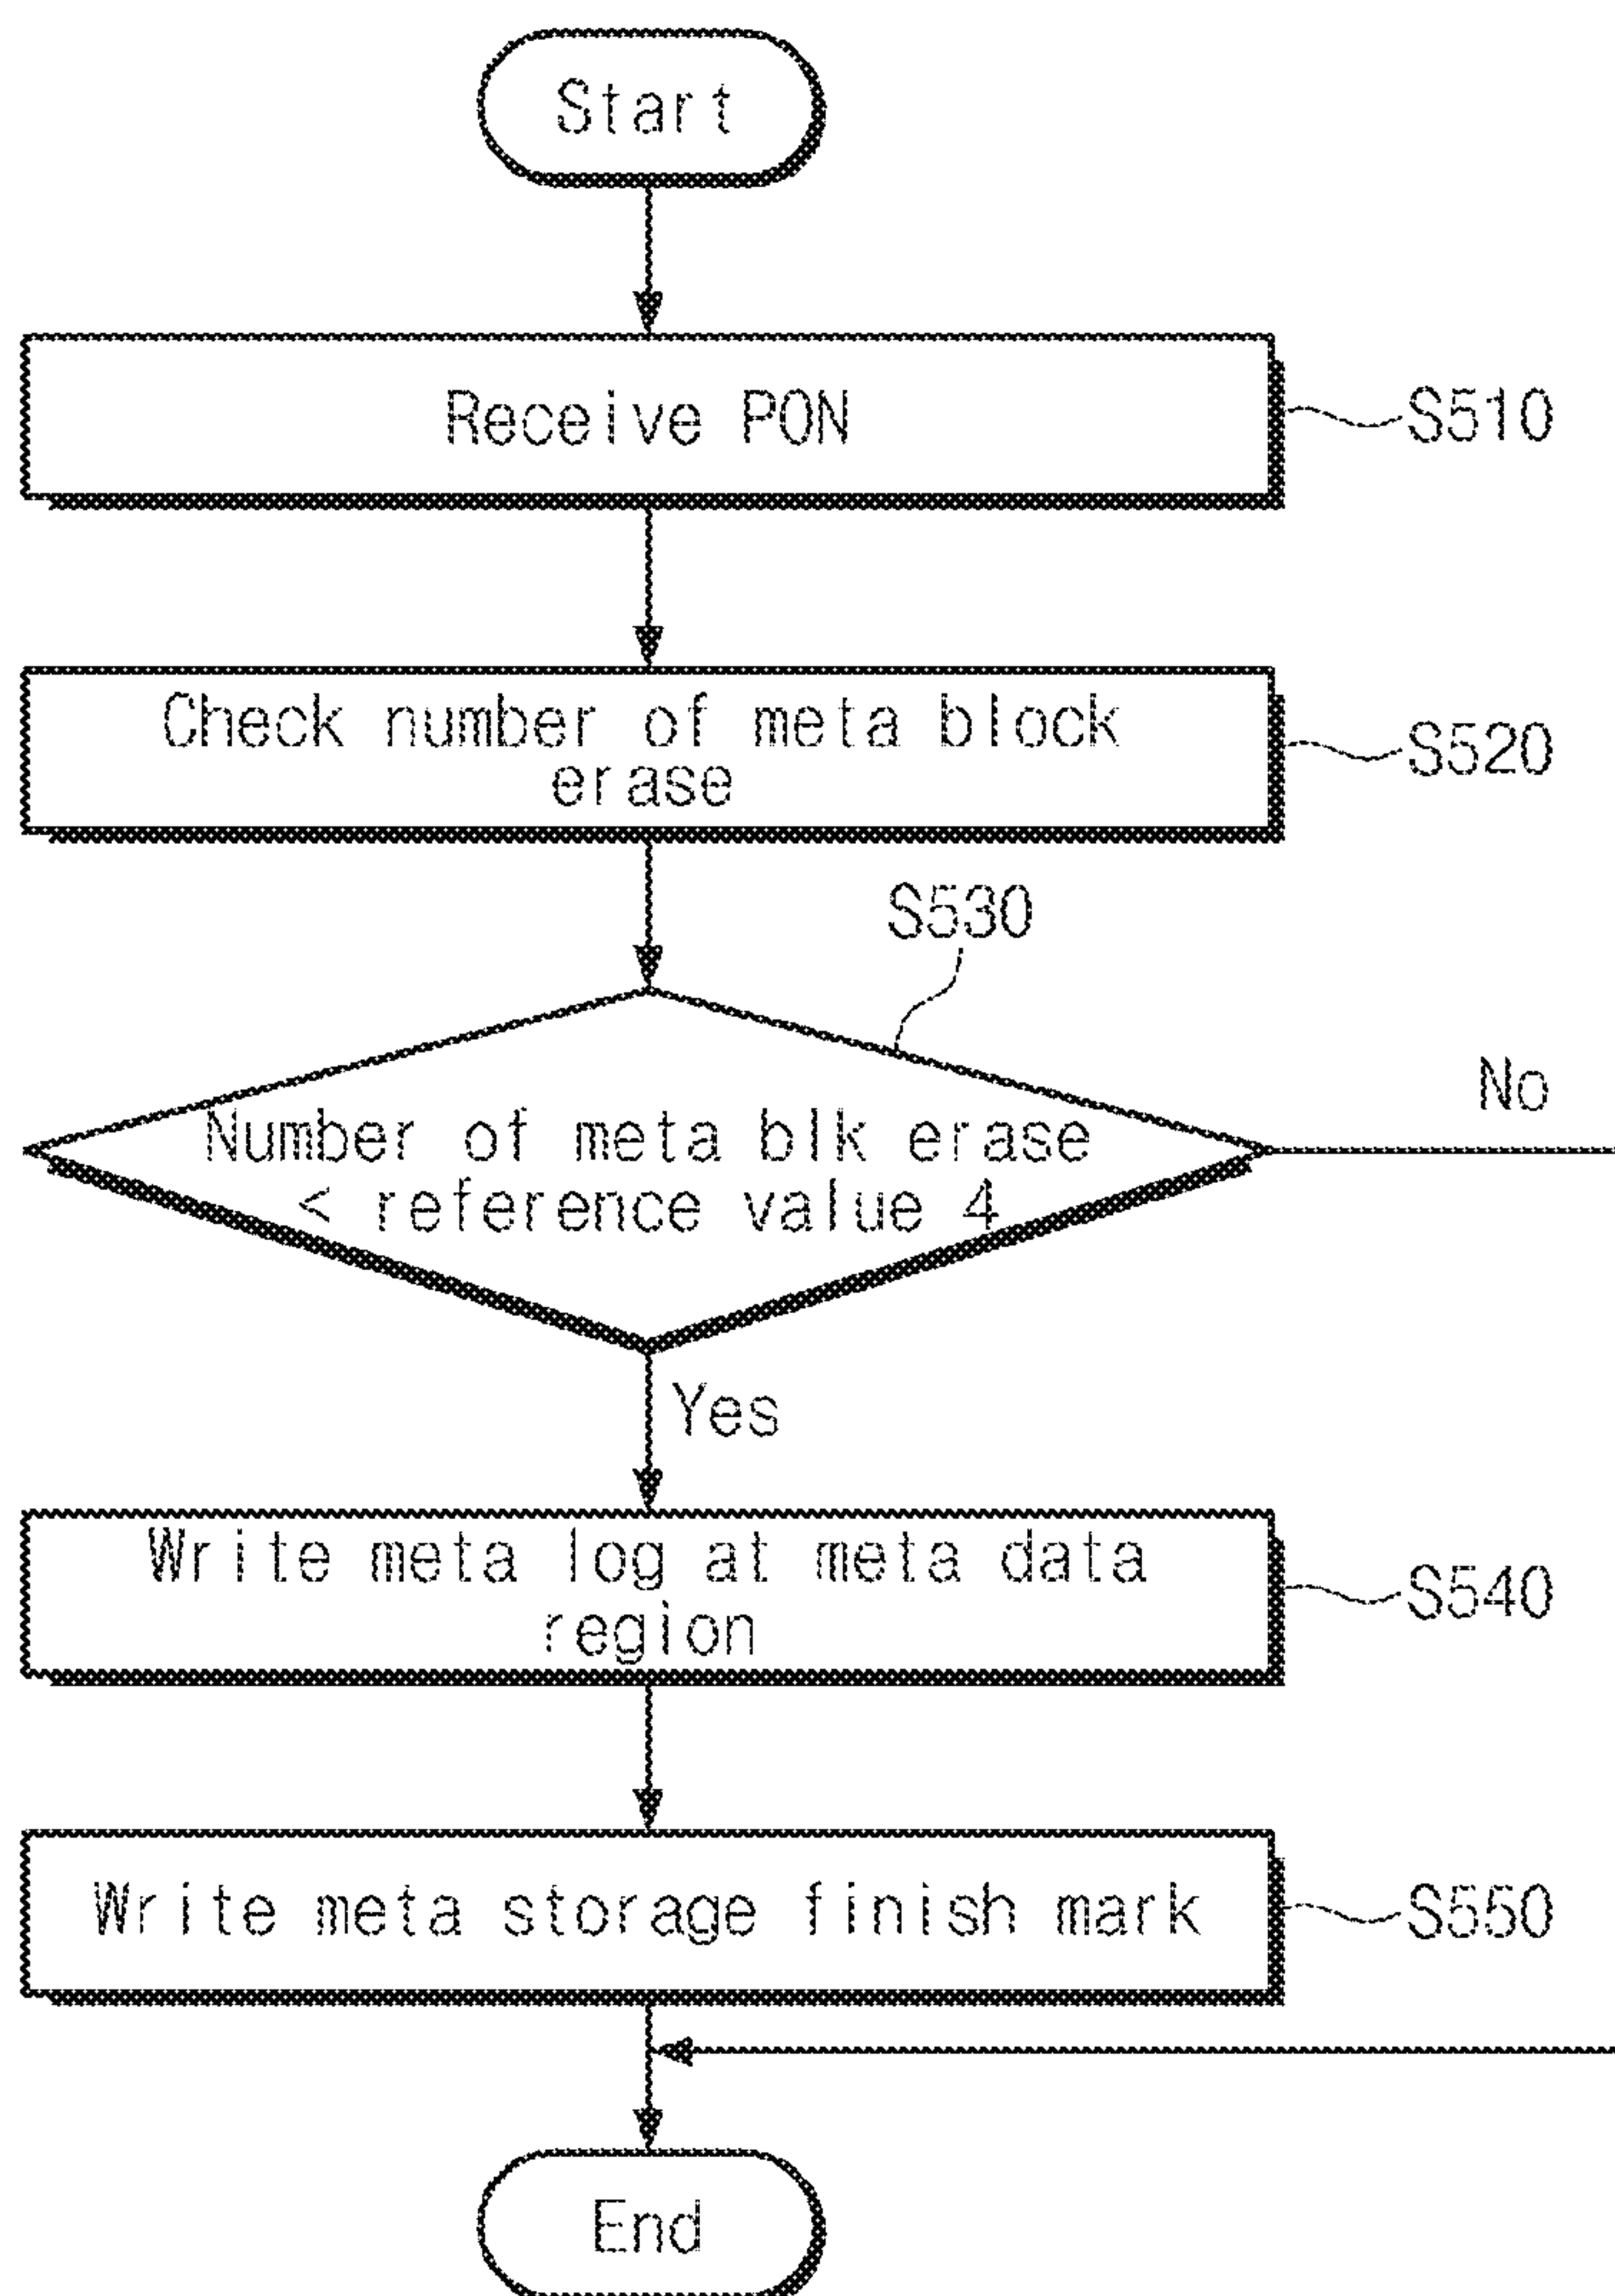 Start
Receive PON
S510
Check number of meta block
erase
S520
S530
Number of meta blk erase
< reference value 4
No
Yes
Write meta log at meta data
region
S540
Write meta storage finish mark
S550
End